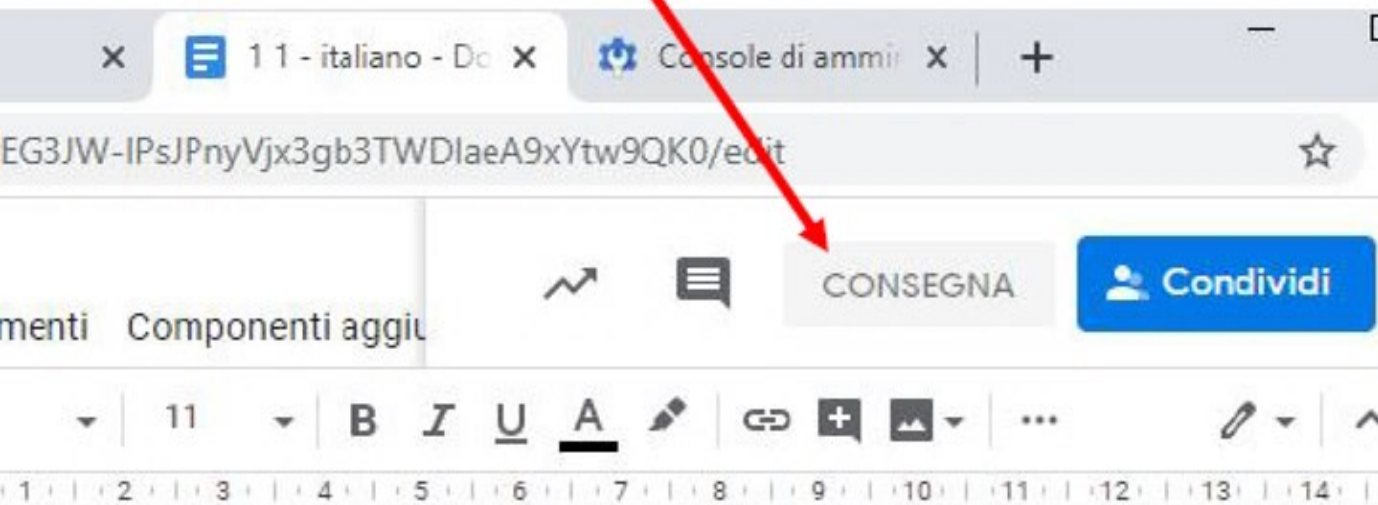 1 1 - italiano - Do
Console di ammin
EG3JW-IPsJPnyVjx3gb3TWDIaeA9xYtw9QK0/edit
CONSEGNA
Condividi
menti Componenti aggiu
11 B I U A
1 2 3 4 5 6 7 8 9 10 11 12 13 14